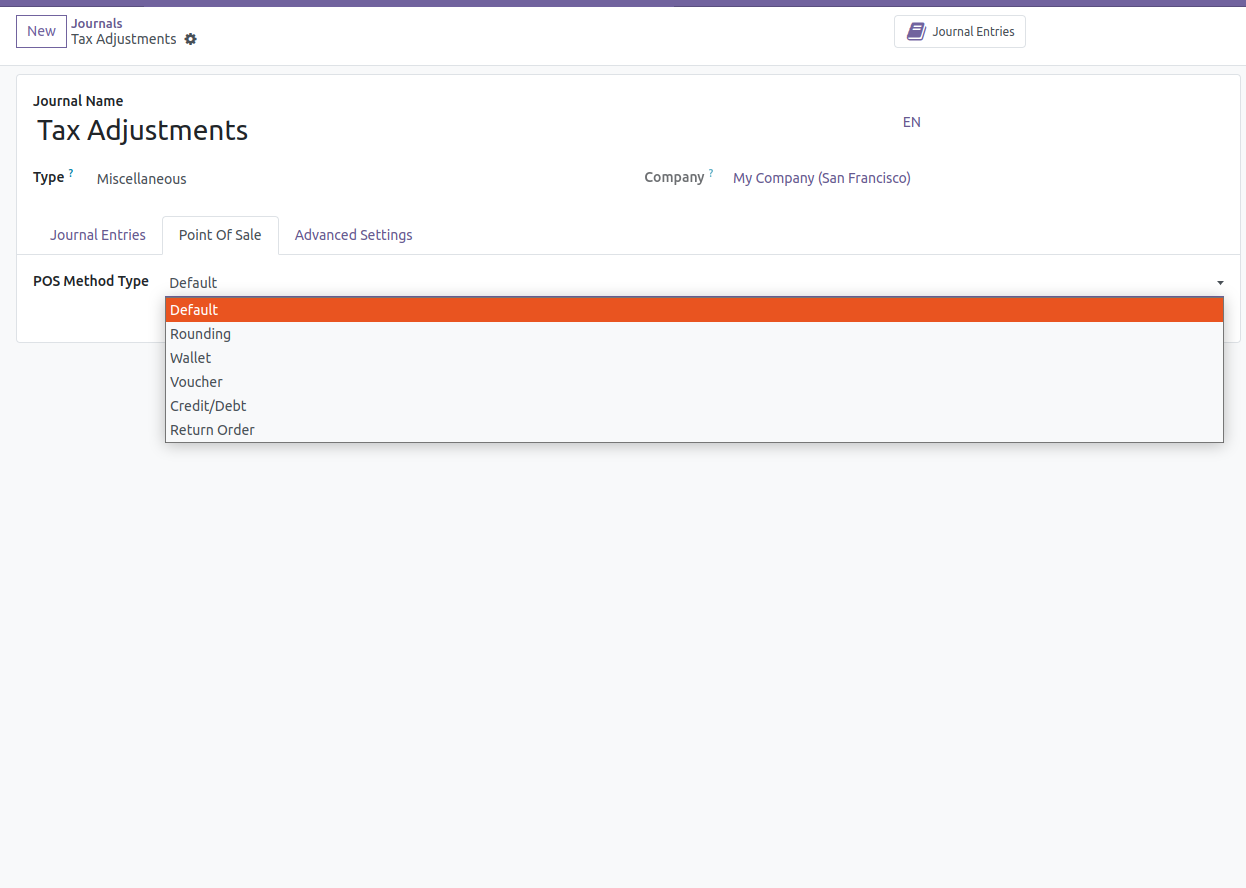 New
Journals
Tax Adjustments
Journal Entries
Journal Name
Tax Adjustments
EN
Type ? Miscellaneous
Company ? My Company (San Francisco)
Journal Entries Point Of Sale Advanced Settings
POS Method Type Default
Default
Rounding
Wallet
Voucher
Credit/Debt
Return Order